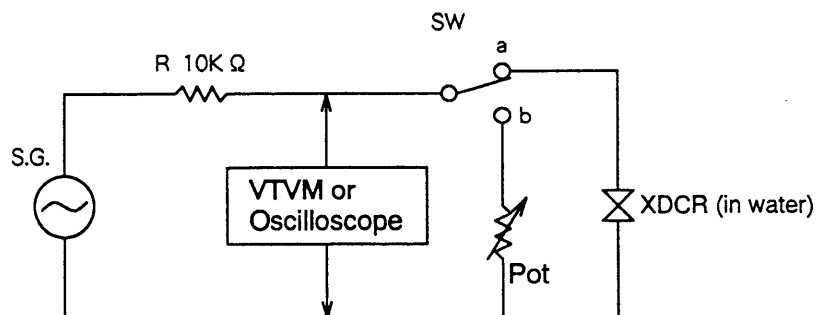 SW
a
R 10K Ω
b
S.G.
VTVM or
Oscilloscope
XDCR (in water)
Pot